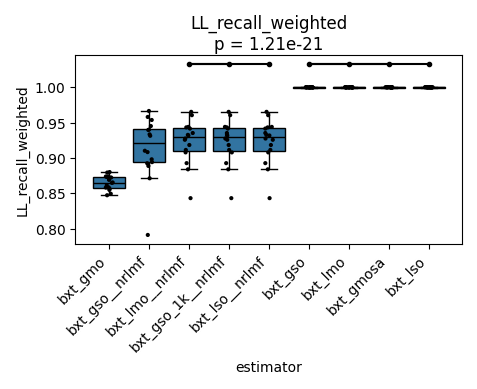 LL_recall_weighted
p = 1.21e-21
LL_recall_weighted
1.00
0.95
0.90
0.85
0.80
bxt_gmo
bxt_gso__nrlmf
bxt_lmo__nrlmf
bxt_gso_1k__nrlmf
bxt_lso__nrlmf
bxt_gso
bxt_lmo
bxt_gmosa
bxt_lso
estimator